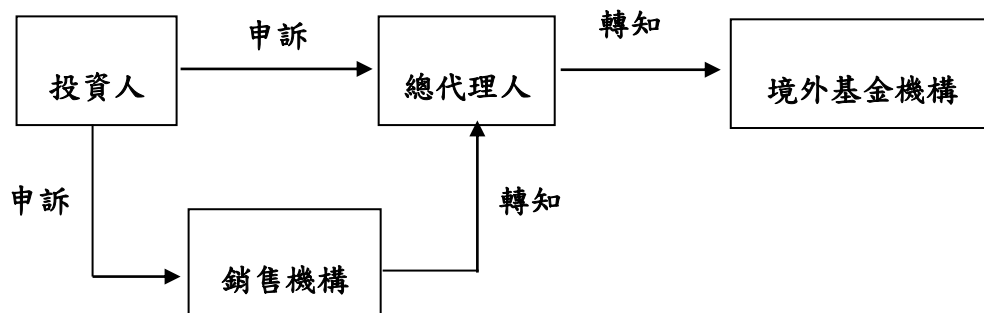 申訴
轉知
投資人
總代理人
境外基金機構
申訴
轉知
銷售機構